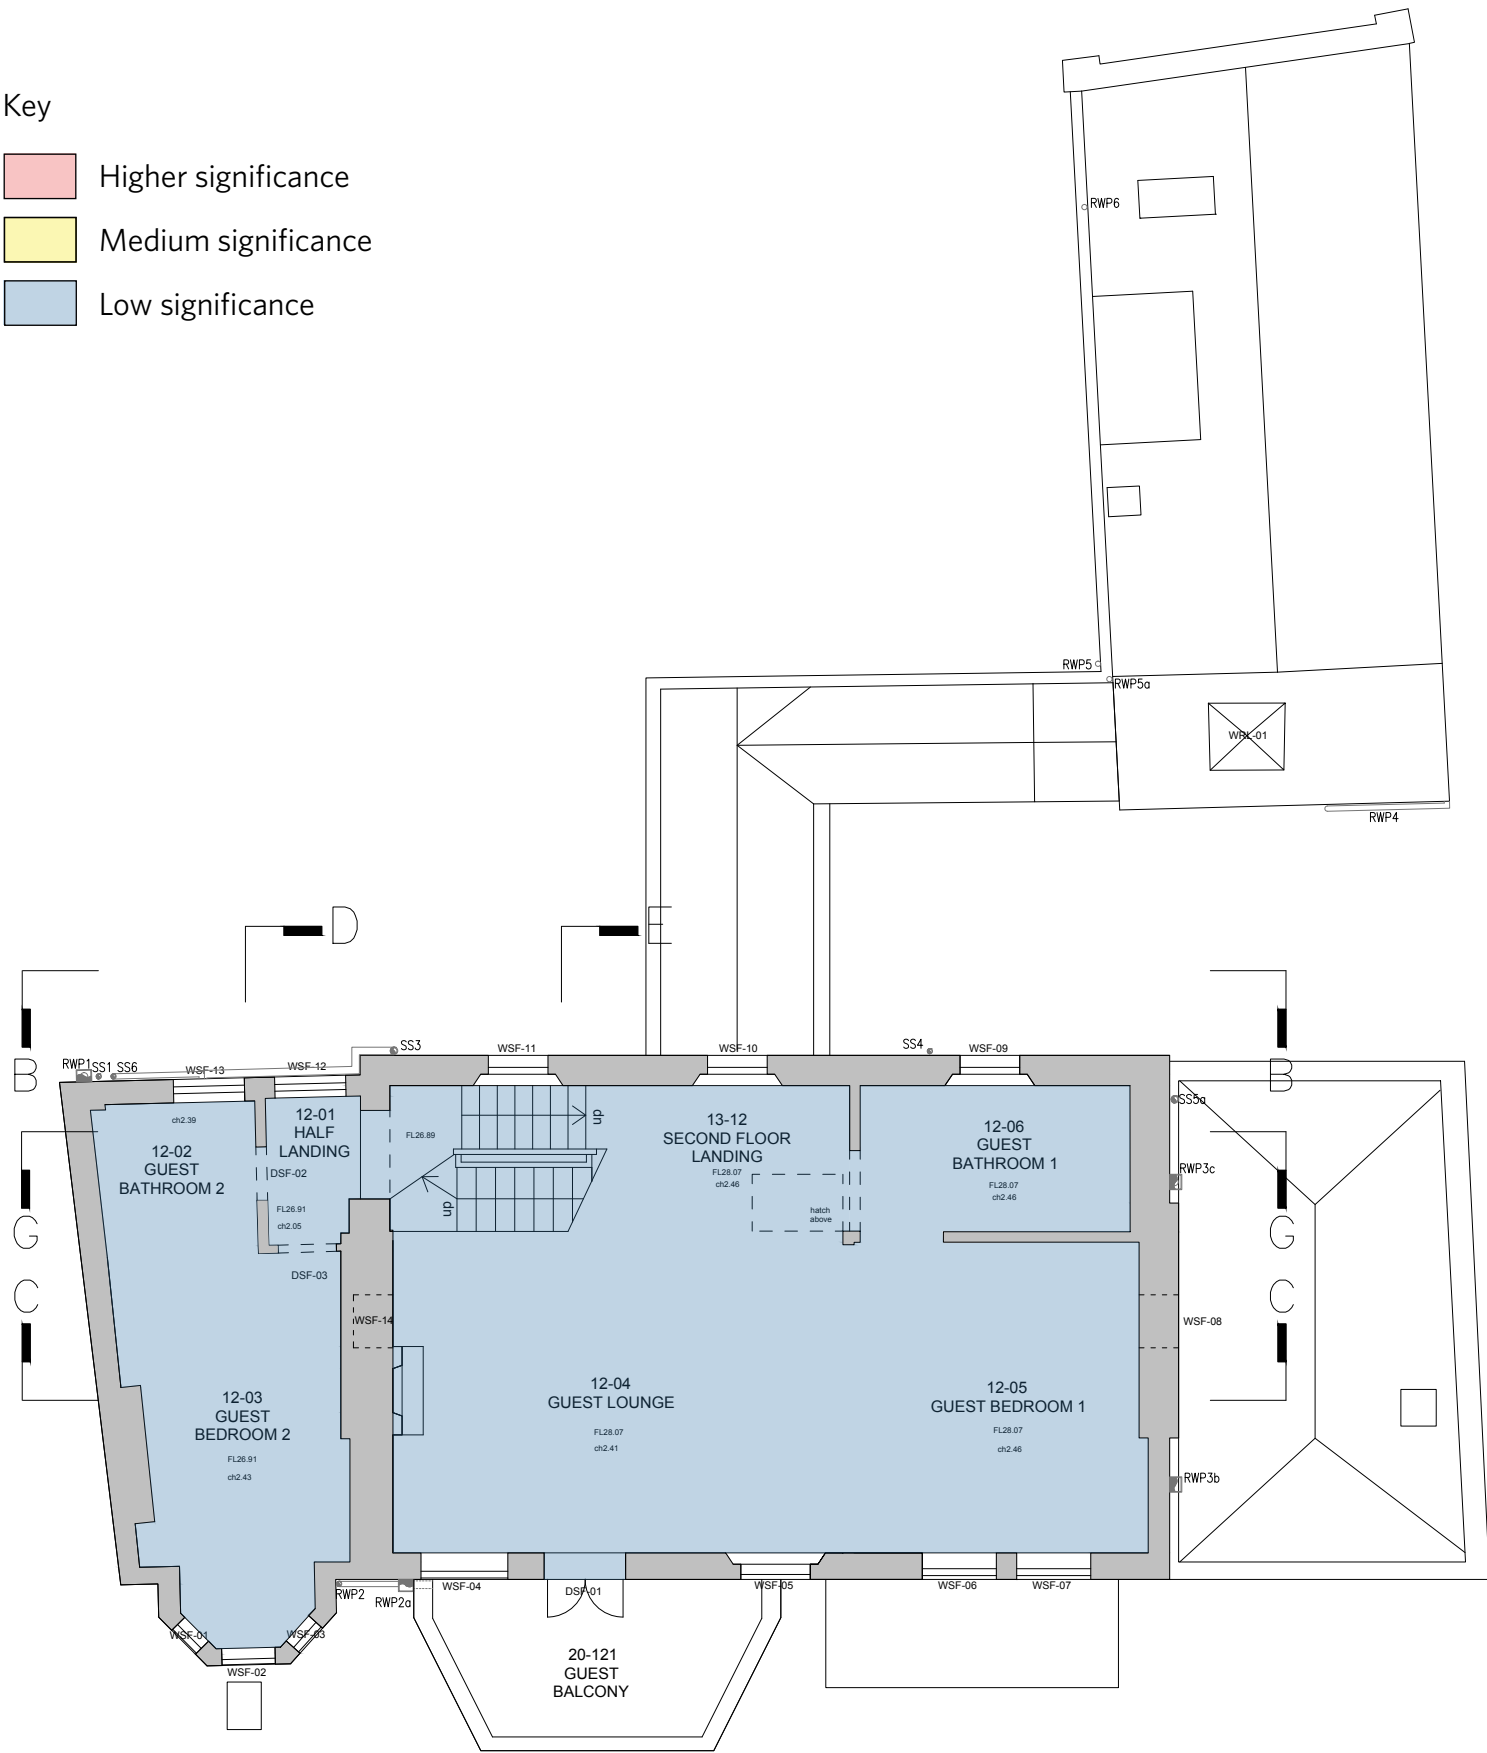 Key
Higher significance
Medium significance
Low significance
RWP6
RWP5
RWP5a
WRL-01
RWP4
D
E
B
B
RWP1
SS1
SS6
WSF-13
WSF-12
SS3
WSF-11
WSF-10
SS4
WSF-09
SS5a
ch2.39
12-02
GUEST
BATHROOM 2
12-01
HALF
LANDING
DSF-02
FL26.91
ch2.05
DSF-03
FL26.89
up
dn
13-12
SECOND FLOOR
LANDING
FL28.07
ch2.46
hatch
above
12-06
GUEST
BATHROOM 1
FL28.07
ch2.46
RWP3c
G
G
C
C
WSF-14
WSF-08
12-03
GUEST
BEDROOM 2
FL26.91
ch2.43
12-04
GUEST LOUNGE
FL28.07
ch2.41
12-05
GUEST BEDROOM 1
FL28.07
ch2.46
RWP3b
RWP2
RWP2a
WSF-04
DSF-01
WSF-05
WSF-06
WSF-07
WSF-01
WSF-03
WSF-02
20-121
GUEST
BALCONY